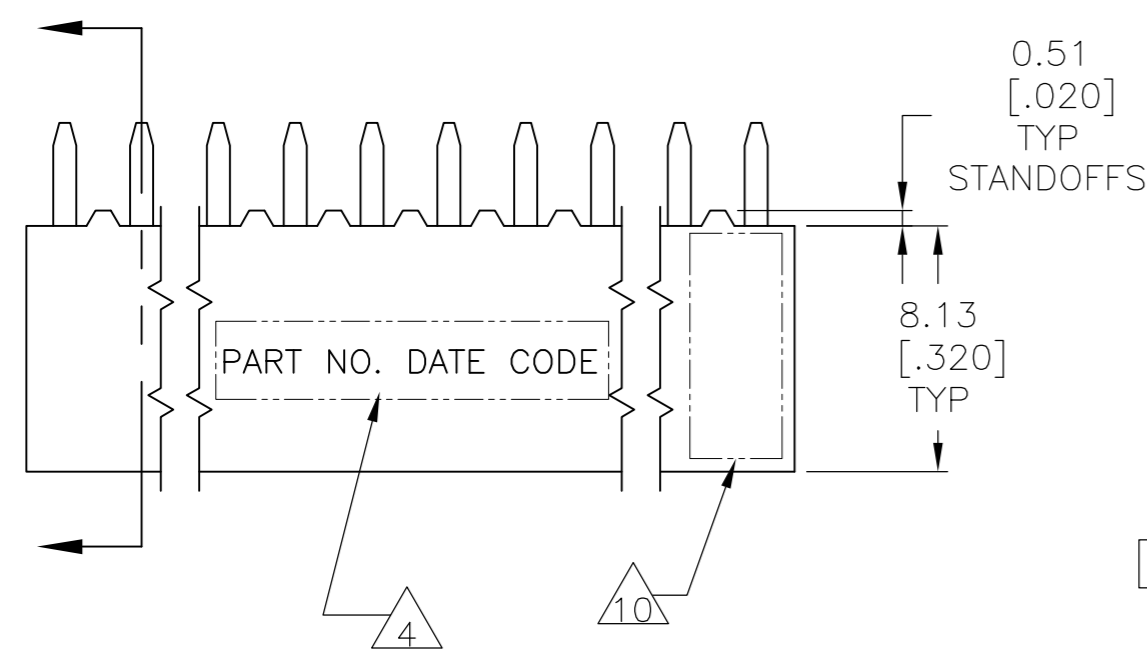 0.51
[.020]
TYP
STANDOFFS
8.13
[.320]
TYP
PART NO. DATE CODE
4
10
[